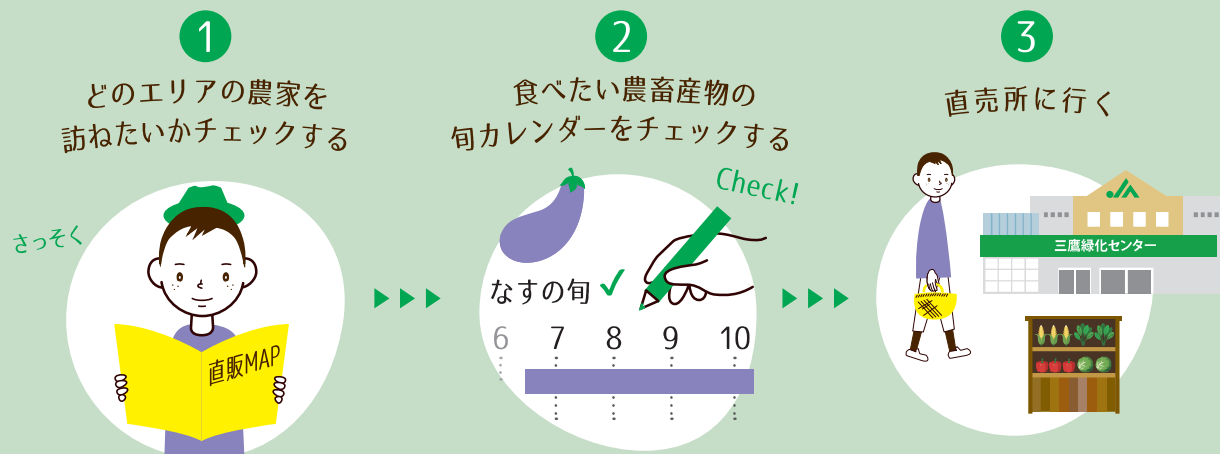 1
どのエリアの農家を
訪ねたいかチェックする
さっそく
直販MAP
2
食べたい農畜産物の
旬カレンダーをチェックする
Check!
なすの旬
6 7 8 9 10
3
直売所に行く
JA
三鷹緑化センター